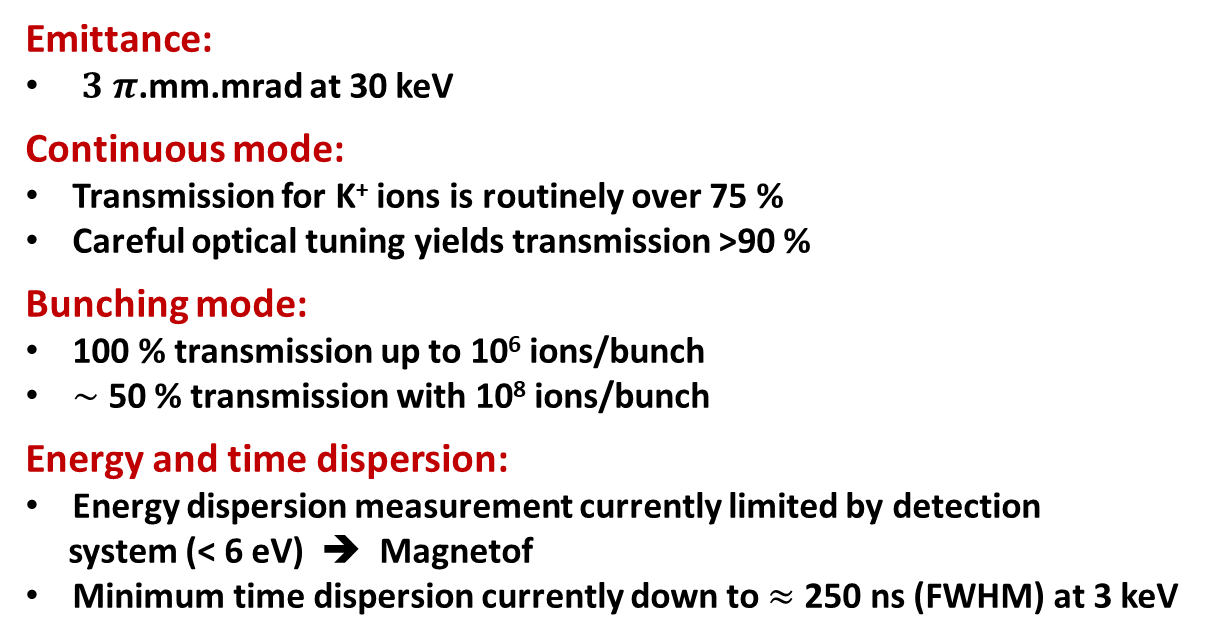 Emittance:
• 3 π.mm.mrad at 30 keV
Continuous mode:
• Transmission for K⁺ ions is routinely over 75 %
• Careful optical tuning yields transmission >90 %
Bunching mode:
• 100 % transmission up to 10⁶ ions/bunch
• ~ 50 % transmission with 10⁸ ions/bunch
Energy and time dispersion:
• Energy dispersion measurement currently limited by detection
system (< 6 eV) ➔ Magnetof
• Minimum time dispersion currently down to ≈ 250 ns (FWHM) at 3 keV